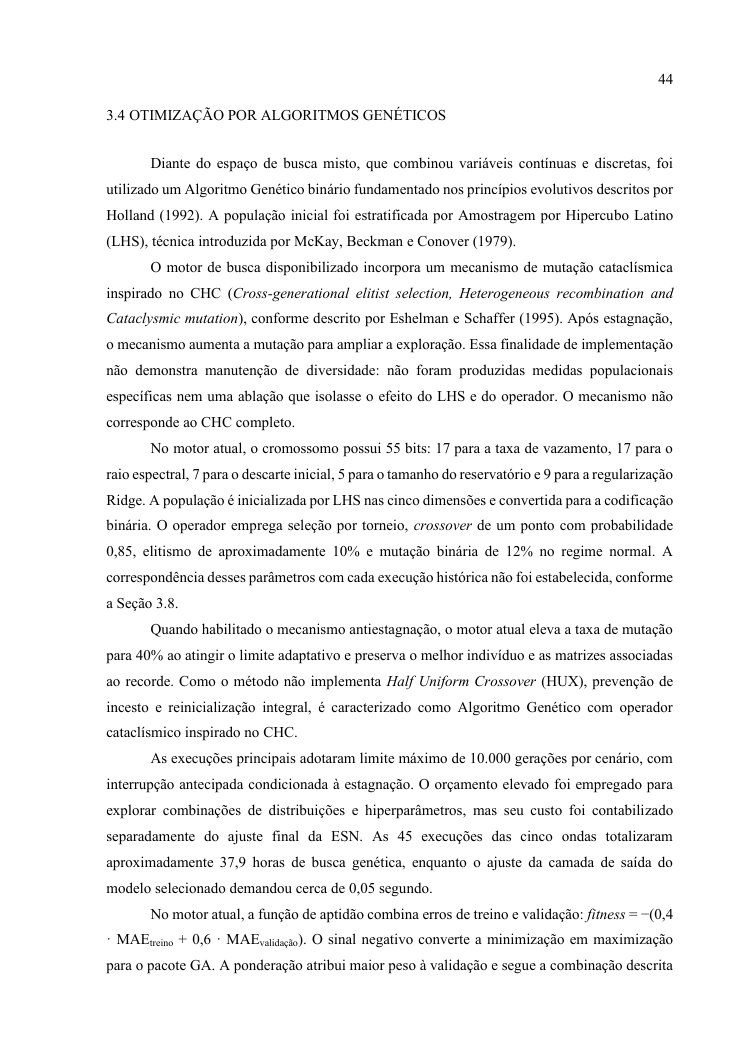 44
3.4 OTIMIZAÇÃO POR ALGORITMOS GENÉTICOS
Diante do espaço de busca misto, que combinou variáveis contínuas e discretas, foi
utilizado um Algoritmo Genético binário fundamentado nos princípios evolutivos descritos por
Holland (1992). A população inicial foi estratificada por Amostragem por Hipercubo Latino
(LHS), técnica introduzida por McKay, Beckman e Conover (1979).
O motor de busca disponibilizado incorpora um mecanismo de mutação cataclísmica
inspirado no CHC (Cross-generational elitist selection, Heterogeneous recombination and
Cataclysmic mutation), conforme descrito por Eshelman e Schaffer (1995). Após estagnação,
o mecanismo aumenta a mutação para ampliar a exploração. Essa finalidade de implementação
não demonstra manutenção de diversidade: não foram produzidas medidas populacionais
específicas nem uma ablação que isolasse o efeito do LHS e do operador. O mecanismo não
corresponde ao CHC completo.
No motor atual, o cromossomo possui 55 bits: 17 para a taxa de vazamento, 17 para o
raio espectral, 7 para o descarte inicial, 5 para o tamanho do reservatório e 9 para a regularização
Ridge. A população é inicializada por LHS nas cinco dimensões e convertida para a codificação
binária. O operador emprega seleção por torneio, crossover de um ponto com probabilidade
0,85, elitismo de aproximadamente 10% e mutação binária de 12% no regime normal. A
correspondência desses parâmetros com cada execução histórica não foi estabelecida, conforme
a Seção 3.8.
Quando habilitado o mecanismo antiestagnação, o motor atual eleva a taxa de mutação
para 40% ao atingir o limite adaptativo e preserva o melhor indivíduo e as matrizes associadas
ao recorde. Como o método não implementa Half Uniform Crossover (HUX), prevenção de
incesto e reinicialização integral, é caracterizado como Algoritmo Genético com operador
cataclísmico inspirado no CHC.
As execuções principais adotaram limite máximo de 10.000 gerações por cenário, com
interrupção antecipada condicionada à estagnação. O orçamento elevado foi empregado para
explorar combinações de distribuições e hiperparâmetros, mas seu custo foi contabilizado
separadamente do ajuste final da ESN. As 45 execuções das cinco ondas totalizaram
aproximadamente 37,9 horas de busca genética, enquanto o ajuste da camada de saída do
modelo selecionado demandou cerca de 0,05 segundo.
No motor atual, a função de aptidão combina erros de treino e validação: fitness = −(0,4
· MAEtreino + 0,6 · MAEvalidação). O sinal negativo converte a minimização em maximização
para o pacote GA. A ponderação atribui maior peso à validação e segue a combinação descrita